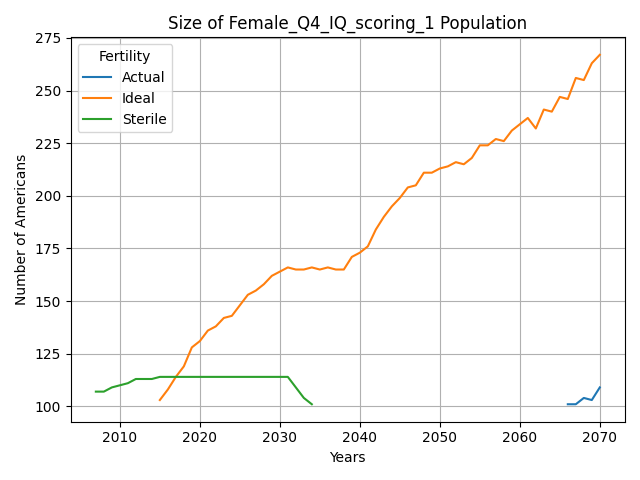 Size of Female_Q4_IQ_scoring_1 Population
Number of Americans
275
250
225
200
175
150
125
100
Fertility
Actual
Ideal
Sterile
2010 2020 2030 2040 2050 2060 2070
Years